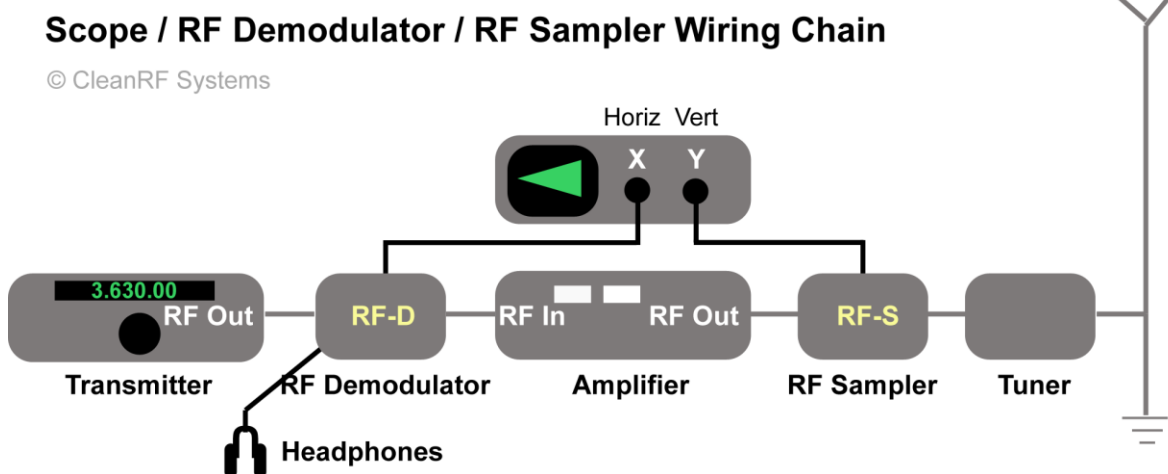 Scope / RF Demodulator / RF Sampler Wiring Chain
© CleanRF Systems
Horiz Vert
X Y
3.630.00
RF Out
RF-D
RF In
RF Out
RF-S
Transmitter
RF Demodulator
Amplifier
RF Sampler
Tuner
Headphones